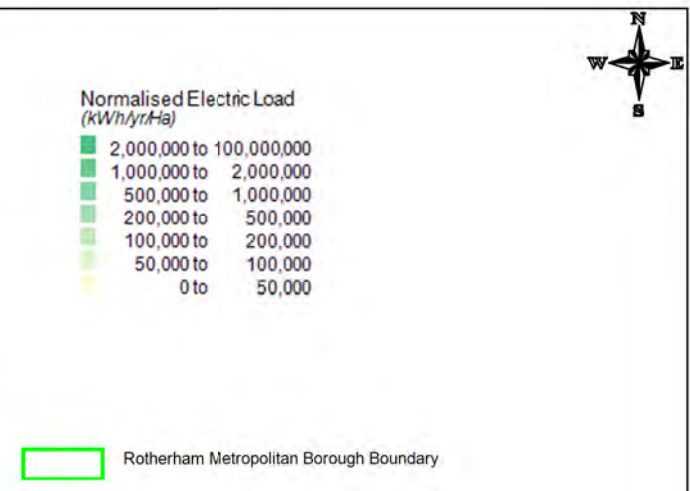 N
W E
S
Normalised Electric Load
(kWh/yr/Ha)
2,000,000 to 100,000,000
1,000,000 to 2,000,000
500,000 to 1,000,000
200,000 to 500,000
100,000 to 200,000
50,000 to 100,000
0 to 50,000
Rotherham Metropolitan Borough Boundary